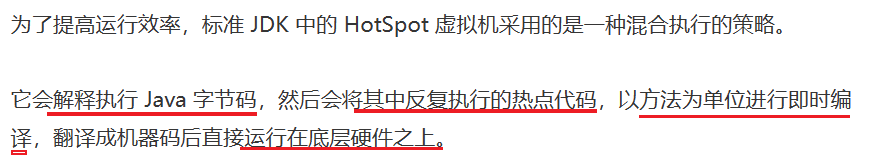 为了提高运行效率，标准 JDK 中的 HotSpot 虚拟机采用的是一种混合执行的策略。
它会解释执行 Java 字节码，然后会将其中反复执行的热点代码，以方法为单位进行即时编
译，翻译成机器码后直接运行在底层硬件之上。